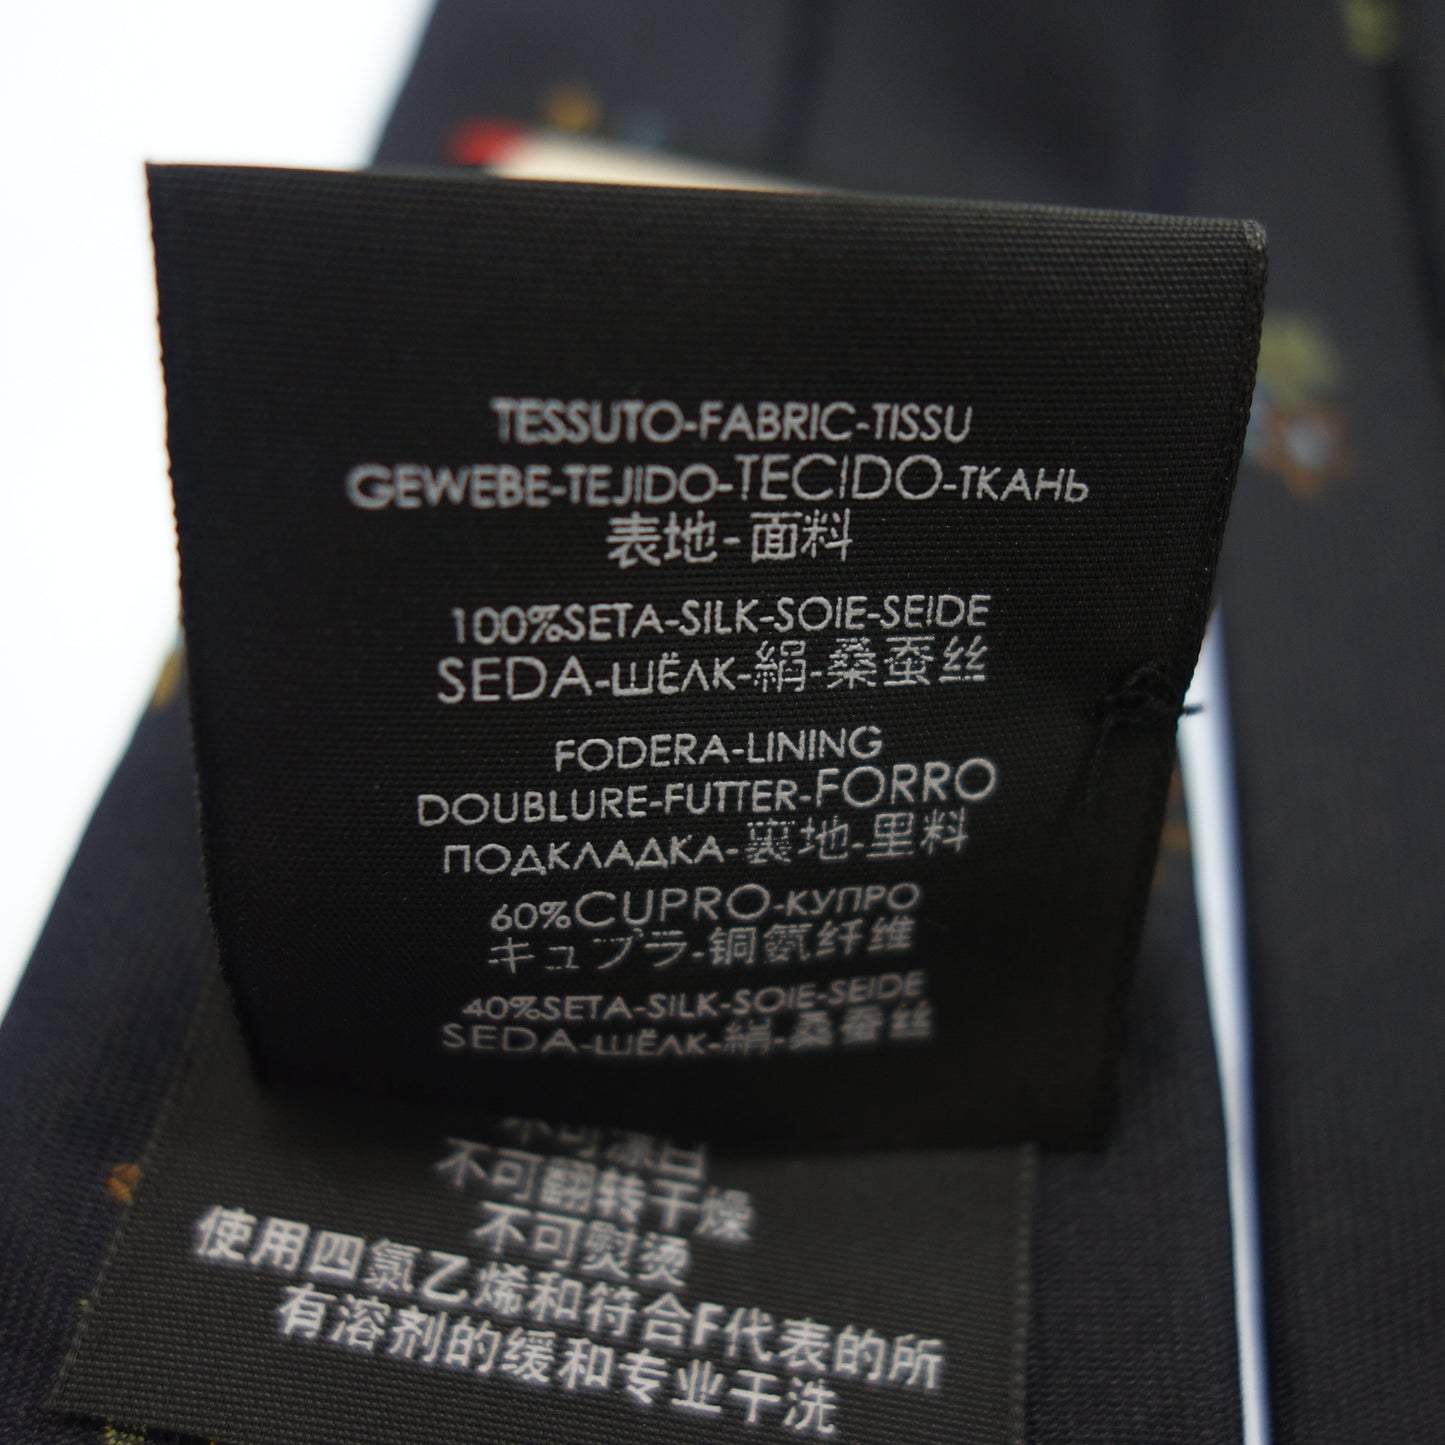 TESSUTO-FABRIC-TISSU
GEWEBE-TEJIDO-TECIDO-ТКАНЬ
表地-面料
100%SETA-SILK-SOIE-SEIDE
SEDA-ШЁЛК-絹-桑蚕丝
FODERA-LINING
DOUBLURE-FUTTER-FORRO
ПОДКЛАДКА-裏地-里料
60%CUPRO-КУПРО
キュプラ-铜氨纤维
40%SETA-SILK-SOIE-SEIDE
SEDA-ШЁЛК-絹-桑蚕丝
不可漂白
不可翻转干燥
不可熨烫
使用四氯乙烯和符合F代表的所
有溶剂的缓和专业干洗